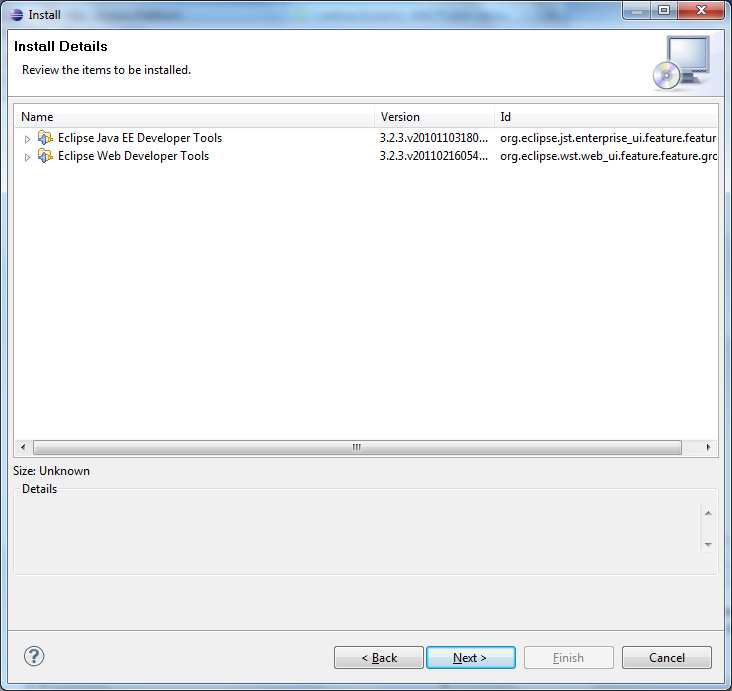 Install
Install Details
Review the items to be installed.
Name Version Id
Eclipse Java EE Developer Tools 3.2.3.v20101103180... org.eclipse.jst.enterprise_ui.feature.featur
Eclipse Web Developer Tools 3.2.3.v20110216054... org.eclipse.wst.web_ui.feature.feature.grc
Size: Unknown
Details
< Back Next > Finish Cancel